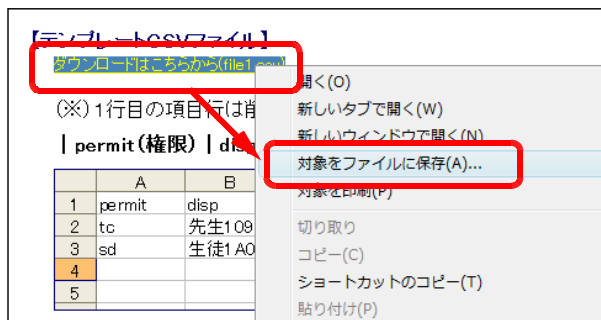 【テンプレートCSVファイル】
ダウンロードはこちらから(file1.csv)
(※)1行目の項目行は削
| permit(権限) | disp
A B
1 permit disp
2 tc 先生109
3 sd 生徒1A0
4
5
開く(O)
新しいタブで開く(W)
新しいウィンドウで開く(N)
対象をファイルに保存(A)...
対象を印刷(P)
切り取り
コピー(C)
ショートカットのコピー(T)
貼り付け(P)